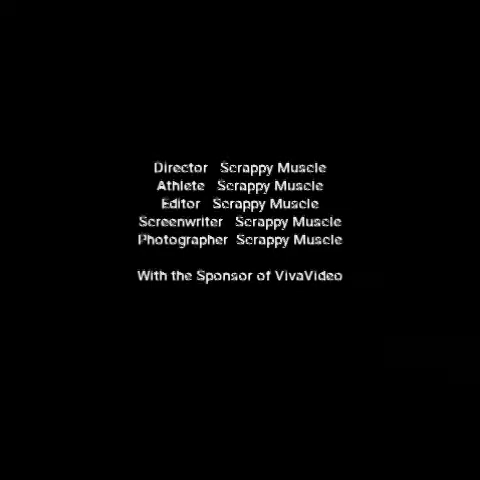 Director Scrappy Muscle
Athlete Scrappy Muscle
Editor Scrappy Muscle
Screenwriter Scrappy Muscle
Photographer Scrappy Muscle
With the Sponsor of VivaVideo